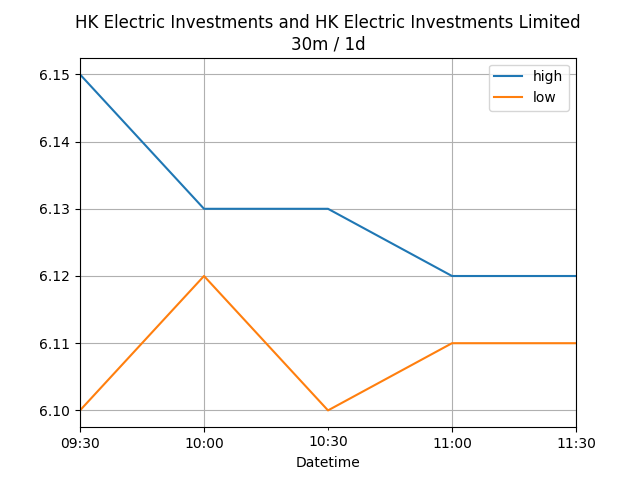 HK Electric Investments and HK Electric Investments Limited
30m / 1d
high
low
6.15
6.14
6.13
6.12
6.11
6.10
09:30 10:00 10:30 11:00 11:30
Datetime